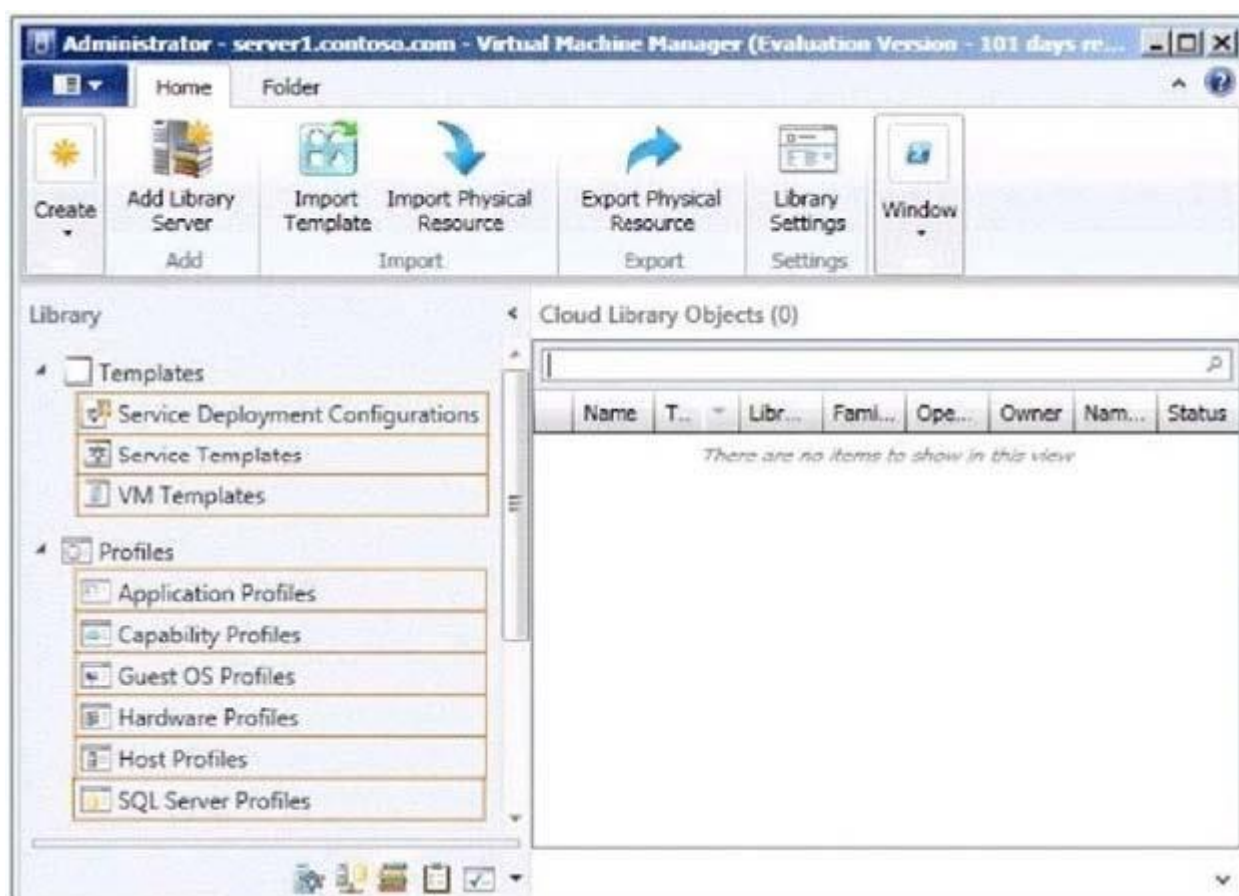 Administrator - server1.contoso.com - Virtual Machine Manager (Evaluation Version - 101 days re...
Home Folder
Create
Add Library Server
Import Template
Import Physical Resource
Export Physical Resource
Library Settings
Window
Add Import Export Settings
Library
Cloud Library Objects (0)
Templates
Service Deployment Configurations
Service Templates
VM Templates
Name T... Libr... Fami... Ope... Owner Nam... Status
There are no items to show in this view
Profiles
Application Profiles
Capability Profiles
Guest OS Profiles
Hardware Profiles
Host Profiles
SQL Server Profiles